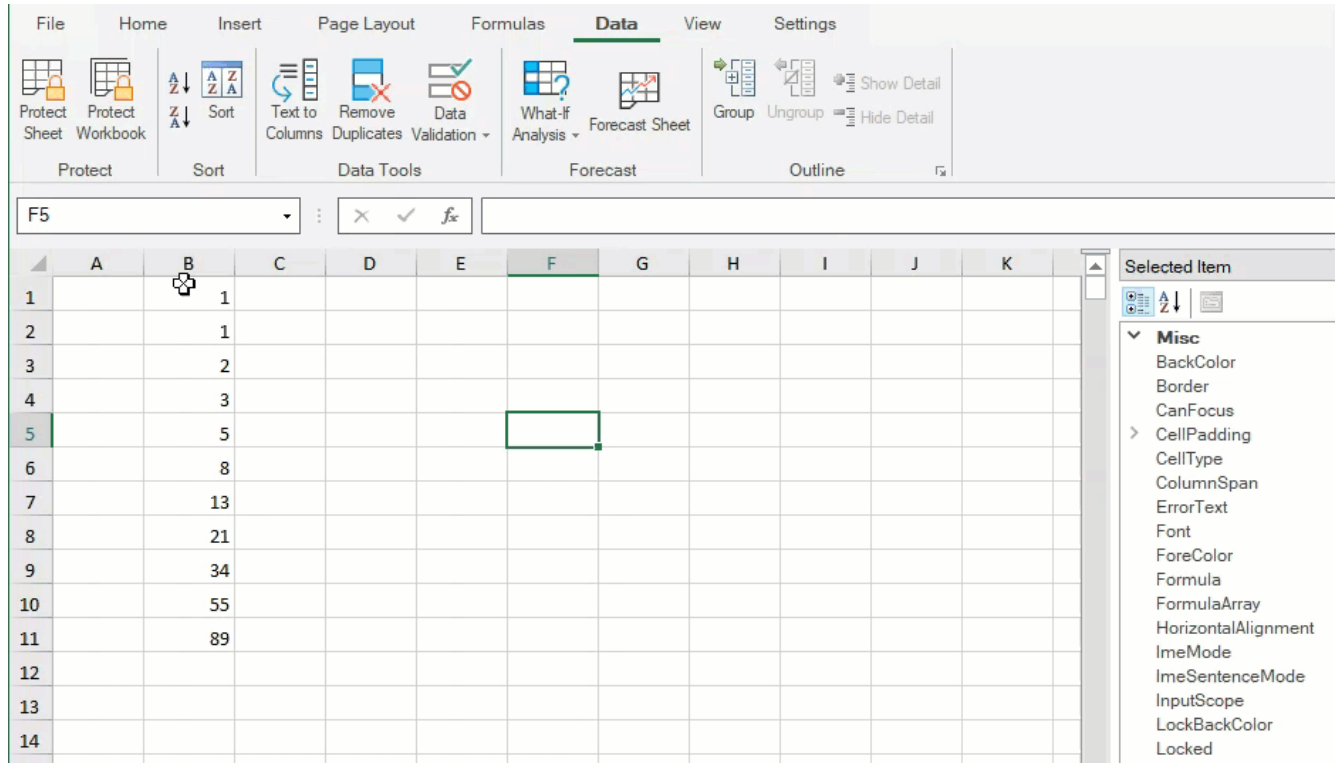 File Home Insert Page Layout Formulas Data View Settings
Protect Sheet
Protect Workbook
Protect
Sort
Sort
Text to Columns
Remove Duplicates
Data Validation
Data Tools
What-If Analysis
Forecast Sheet
Forecast
Group
Ungroup
Show Detail
Hide Detail
Outline
F5
fx
A B C D E F G H I J K
1 1
2 1
3 2
4 3
5 5
6 8
7 13
8 21
9 34
10 55
11 89
12
13
14
Selected Item
Misc
BackColor
Border
CanFocus
CellPadding
CellType
ColumnSpan
ErrorText
Font
ForeColor
Formula
FormulaArray
HorizontalAlignment
ImeMode
ImeSentenceMode
InputScope
LockBackColor
Locked